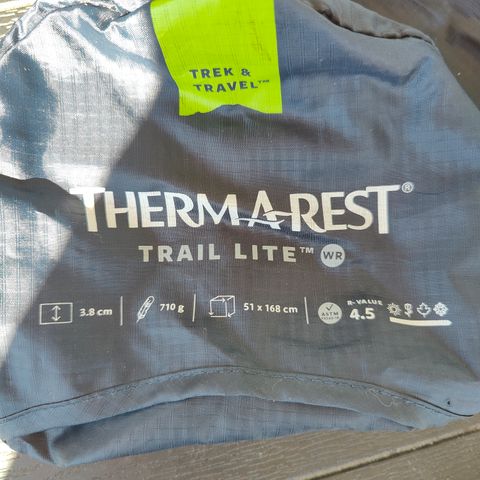 TREK &
TRAVEL™
THERM-A-REST®
TRAIL LITE™ WR
3.8 cm 710 g 51 x 168 cm R-VALUE 4.5
ASTM